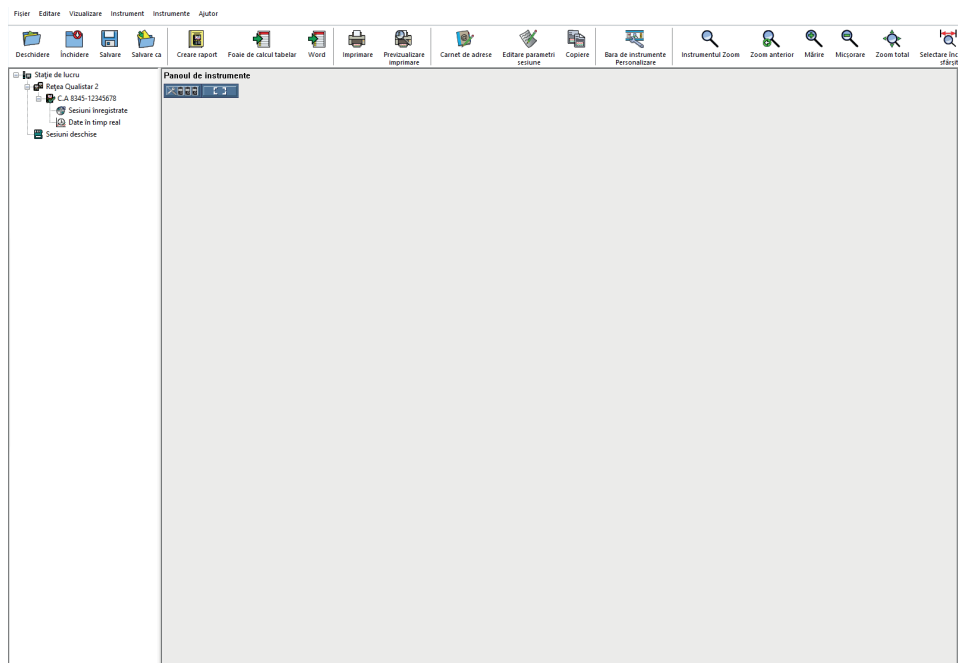 Fișier Editare Vizualizare Instrument Instrumente Ajutor
Deschidere Închidere Salvare Salvare ca Creare raport Foaie de calcul tabelar Word Imprimare Previzualizare imprimare Carnet de adrese Editare parametri sesiune Copiere Bara de instrumente Personalizare Instrumentul Zoom Zoom anterior Mărire Micșorare Zoom total Selectare înc sfârșit
Stație de lucru
Rețea Qualistar 2
C.A 8345-12345678
Sesiuni înregistrate
Date în timp real
Sesiuni deschise
Panoul de instrumente